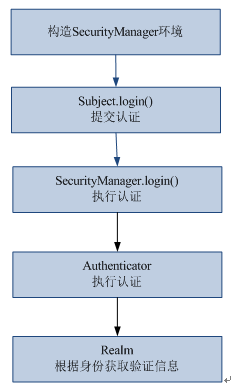 构造SecurityManager环境
Subject.login()
提交认证
SecurityManager.login()
执行认证
Authenticator
执行认证
Realm
根据身份获取验证信息